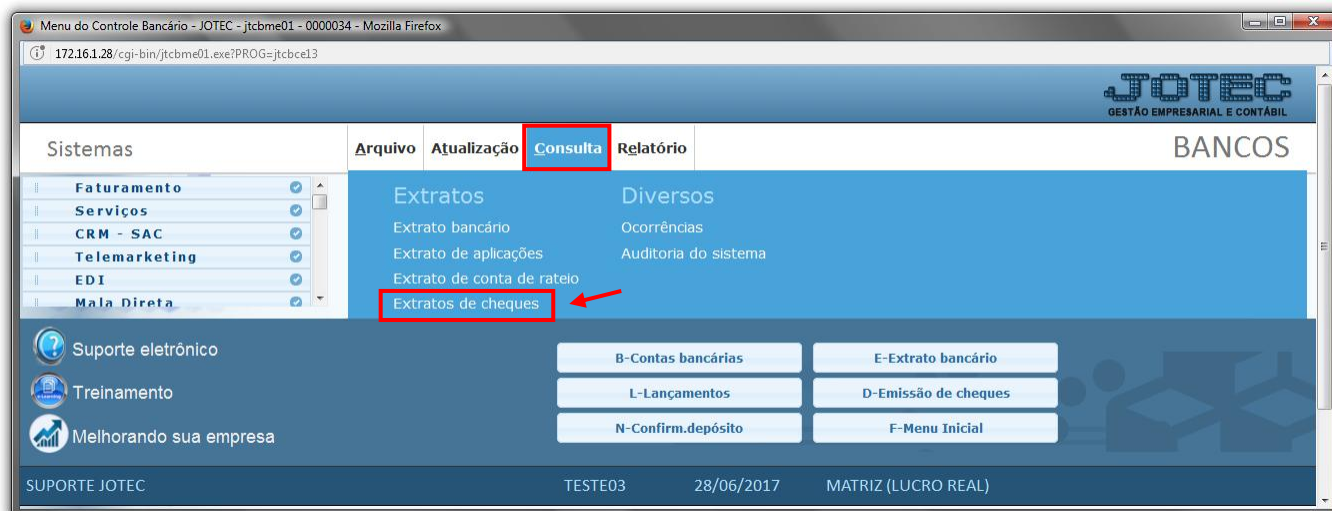 Menu do Controle Bancário - JOTEC - jtcbme01 - 0000034 - Mozilla Firefox
172.16.1.28/cgi-bin/jtcbme01.exe?PROG=jtcbce13
JOTEC
GESTÃO EMPRESARIAL E CONTÁBIL
Sistemas
Arquivo Atualização Consulta Relatório
BANCOS
Faturamento
Serviços
CRM - SAC
Telemarketing
EDI
Mala Direta
Extratos
Extrato bancário
Extrato de aplicações
Extrato de conta de rateio
Extratos de cheques
Diversos
Ocorrências
Auditoria do sistema
Suporte eletrônico
Treinamento
Melhorando sua empresa
B-Contas bancárias E-Extrato bancário
L-Lançamentos D-Emissão de cheques
N-Confirm.depósito F-Menu Inicial
SUPORTE JOTEC TESTE03 28/06/2017 MATRIZ (LUCRO REAL)